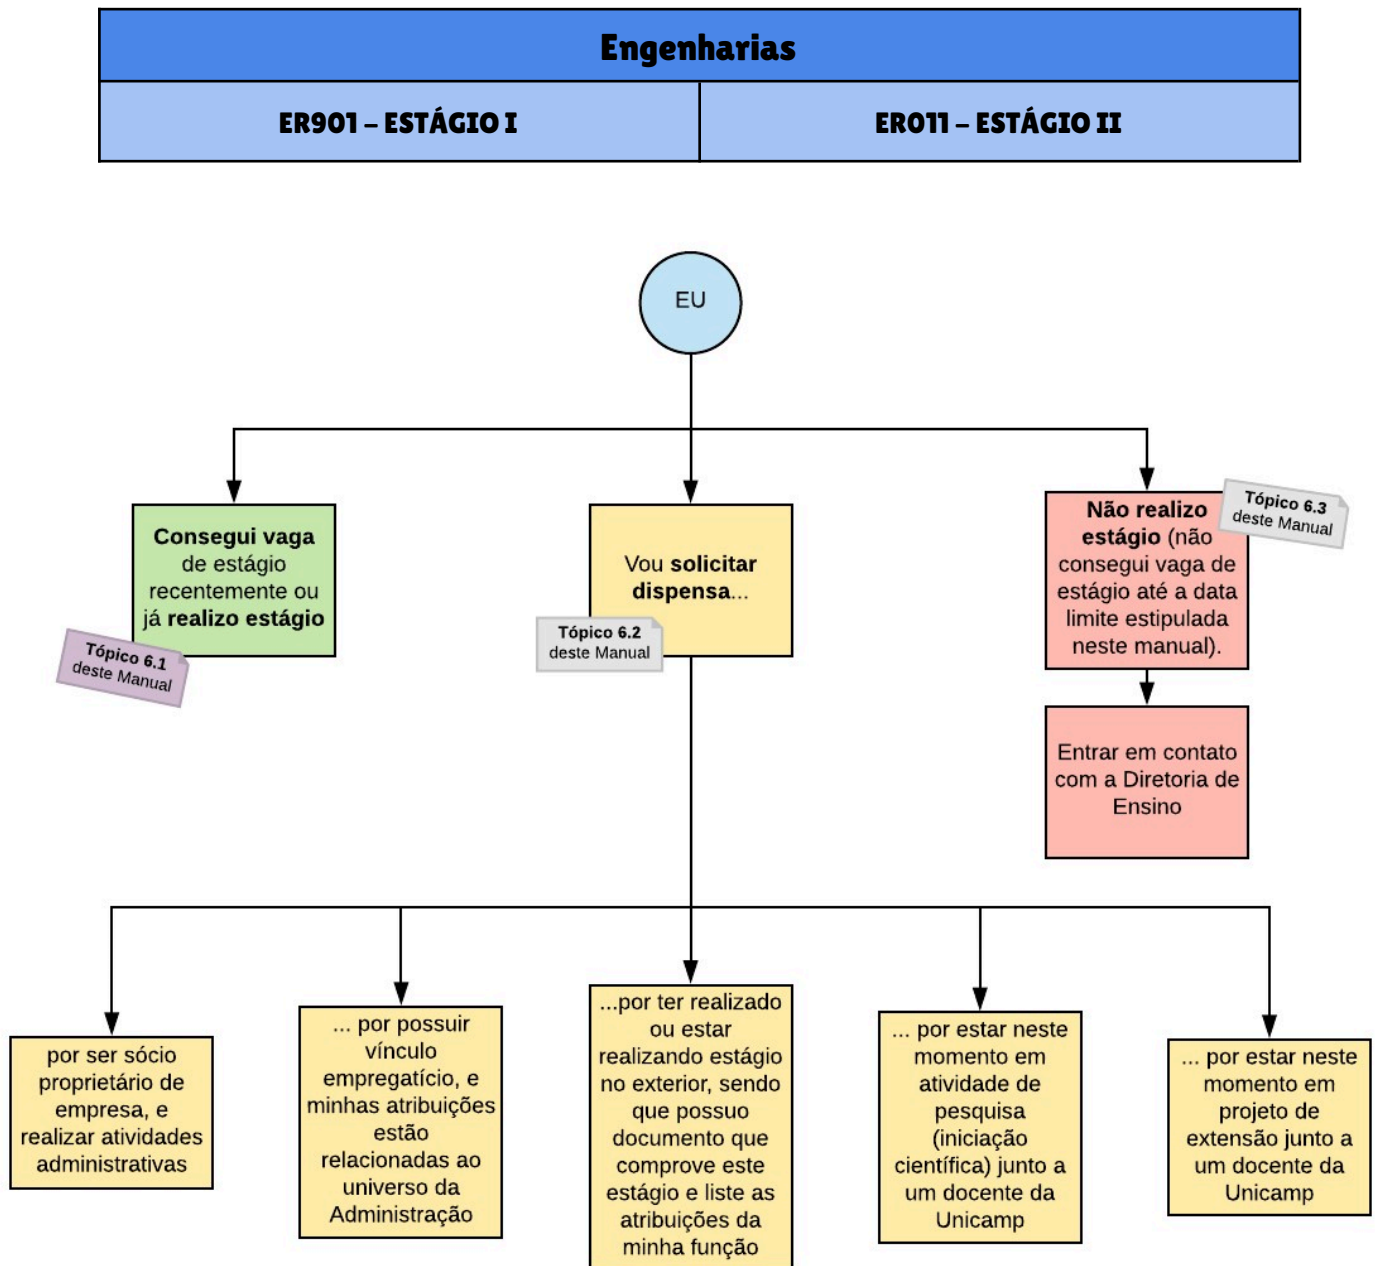 Engenharias
ER901 – ESTÁGIO I
ER011 – ESTÁGIO II
EU
Consegui vaga
de estágio
recentemente ou
já realizo estágio
Tópico 6.1
deste Manual
Vou solicitar
dispensa...
Tópico 6.2
deste Manual
Não realizo
estágio (não
consegui vaga de
estágio até a data
limite estipulada
neste manual).
Tópico 6.3
deste Manual
Entrar em contato
com a Diretoria de
Ensino
por ser sócio
proprietário de
empresa, e
realizar atividades
administrativas
... por possuir
vínculo
empregatício, e
minhas atribuições
estão
relacionadas ao
universo da
Administração
...por ter realizado
ou estar
realizando estágio
no exterior, sendo
que possuo
documento que
comprove este
estágio e liste as
atribuições da
minha função
... por estar neste
momento em
atividade de
pesquisa
(iniciação
científica) junto a
um docente da
Unicamp
... por estar neste
momento em
projeto de
extensão junto a
um docente da
Unicamp